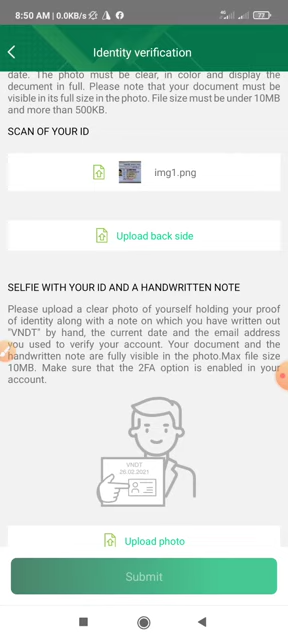 8:50 AM | 0.0KB/s
77
Identity verification
date. The photo must be clear, in color and display the
decument in full. Please note that your document must be
visible in its full size in the photo. File size must be under 10MB
and more than 500KB.
SCAN OF YOUR ID
img1.png
Upload back side
SELFIE WITH YOUR ID AND A HANDWRITTEN NOTE
Please upload a clear photo of yourself holding your proof
of identity along with a note on which you have written out
"VNDT" by hand, the current date and the email address
you used to verify your account. Your document and the
handwritten note are fully visible in the photo.Max file size
10MB. Make sure that the 2FA option is enabled in your
account.
VNDT
25.02.2021
Upload photo
Submit